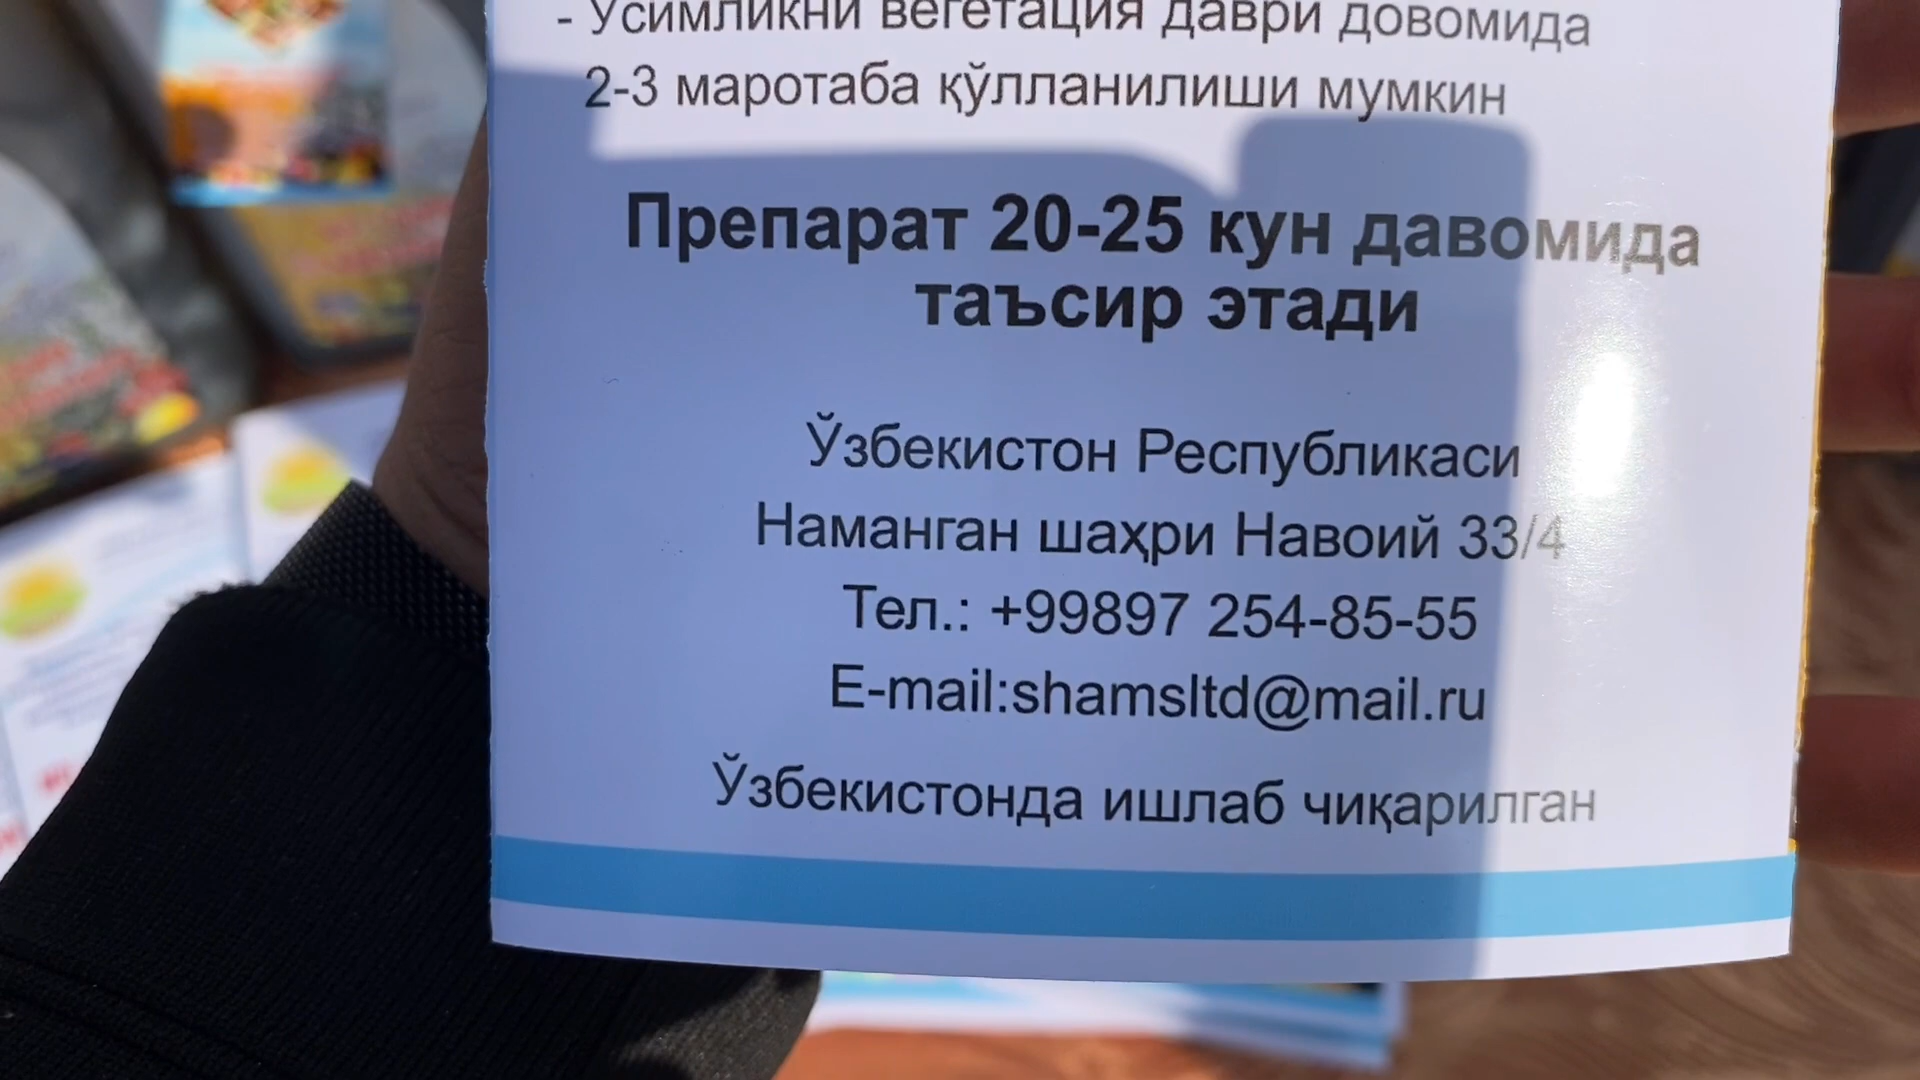 - Ўсимликни вегетация даври довомида
2-3 маротаба қўлланилиши мумкин
Препарат 20-25 кун давомида
таъсир этади
Ўзбекистон Республикаси
Наманган шаҳри Навоий 33/4
Тел.: +99897 254-85-55
E-mail:shamsltd@mail.ru
Ўзбекистонда ишлаб чиқарилган